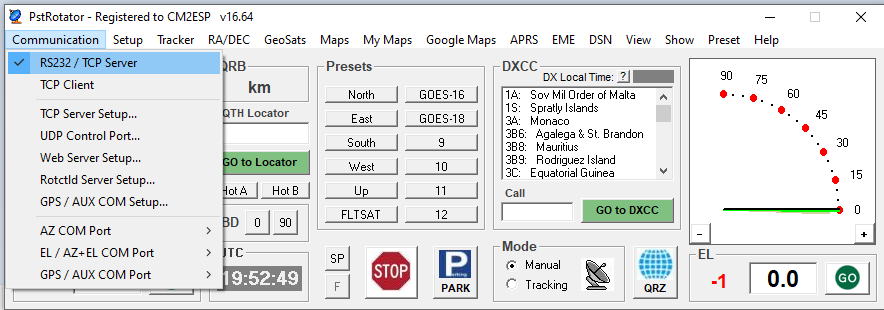 PstRotator - Registered to CM2ESP   v16.64
Communication Setup Tracker RA/DEC GeoSats Maps My Maps Google Maps APRS EME DSN View Show Preset Help
RS232 / TCP Server
TCP Client
TCP Server Setup...
UDP Control Port...
Web Server Setup...
Rotctld Server Setup...
GPS / AUX COM Setup...
AZ COM Port
EL / AZ+EL COM Port
GPS / AUX COM Port
QRB
km
QTH Locator
GO to Locator
Hot A Hot B
BD 0 90
UTC
19:52:49
Presets
North GOES-16
East GOES-18
South 9
West 10
Up 11
FLTSAT 12
SP
F
STOP
PARK
DXCC
DX Local Time: ?
1A: Sov Mil Order of Malta
1S: Spratly Islands
3A: Monaco
3B6: Agalega & St. Brandon
3B8: Mauritius
3B9: Rodriguez Island
3C: Equatorial Guinea
Call
GO to DXCC
Mode
Manual
Tracking
QRZ
90
75
60
45
30
15
0
- +
EL
-1 0.0 GO